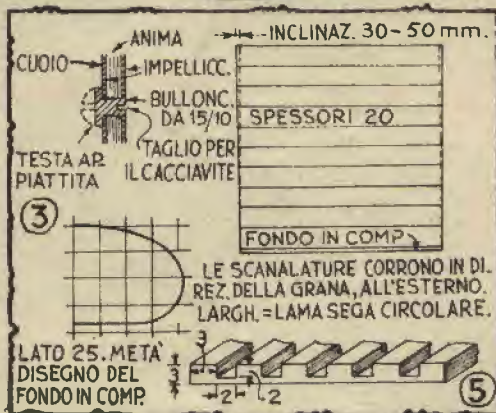 ANIMA
CUOIO
IMPELLICC.
BULLONC.
DA 15/10
TAGLIO PER
IL CACCIAVITE
TESTA AP.
PIATTITA
3
INCLINAZ. 30-50 mm.
SPESSORI 20
FONDO IN COMP.
LE SCANALATURE CORRONO IN DI.
REZ. DELLA GRANA, ALL'ESTERNO.
LARGH. = LAMA SEGA CIRCOLARE.
LATO 25. METÀ
DISEGNO DEL
FONDO IN COMP.
3
3
2
2
5